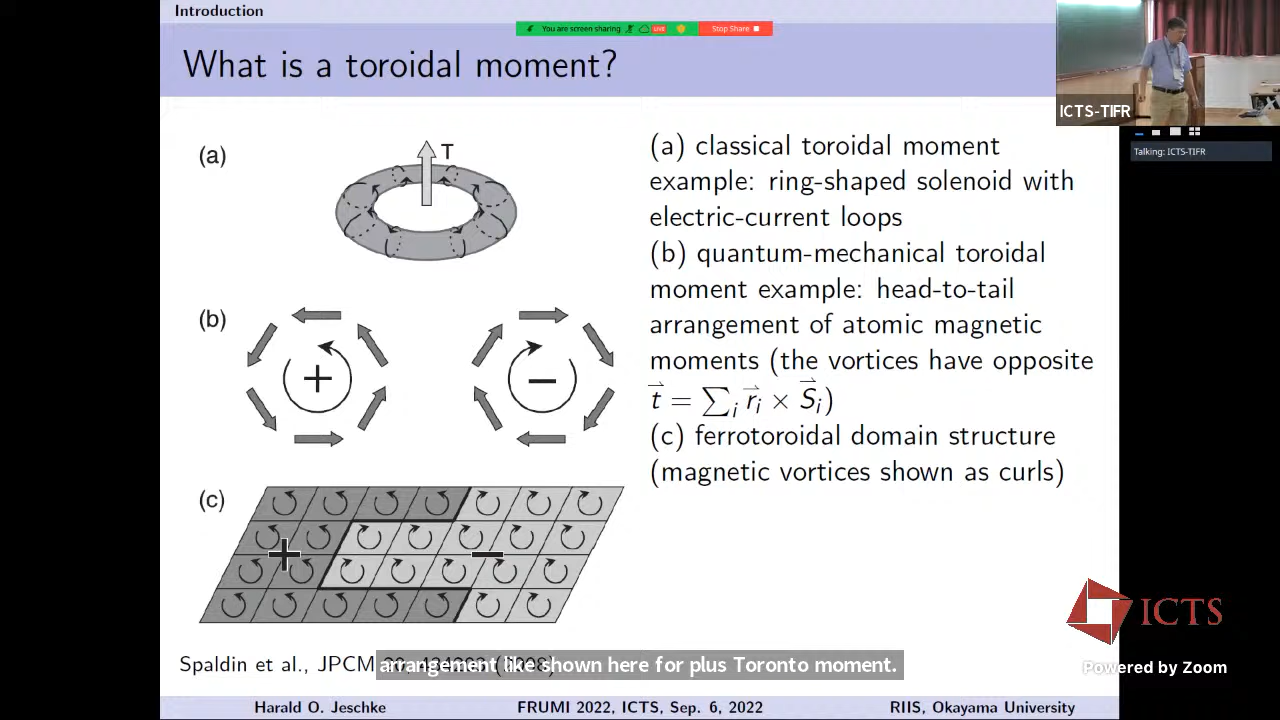 Introduction
You are screen sharing
LIVE
Stop Share
What is a toroidal moment?
ICTS-TIFR
Talking: ICTS-TIFR
(a)
T
(b)
+
−
(c)
+
−
(a) classical toroidal moment
example: ring-shaped solenoid with
electric-current loops
(b) quantum-mechanical toroidal
moment example: head-to-tail
arrangement of atomic magnetic
moments (the vortices have opposite
t⃗ = ∑ᵢ r⃗ᵢ × S⃗ᵢ)
(c) ferrotoroidal domain structure
(magnetic vortices shown as curls)
ICTS
Powered by Zoom
Spaldin et al., JPCM
arrangement like shown here for plus Toronto moment.
Harald O. Jeschke
FRUMI 2022, ICTS, Sep. 6, 2022
RIIS, Okayama University